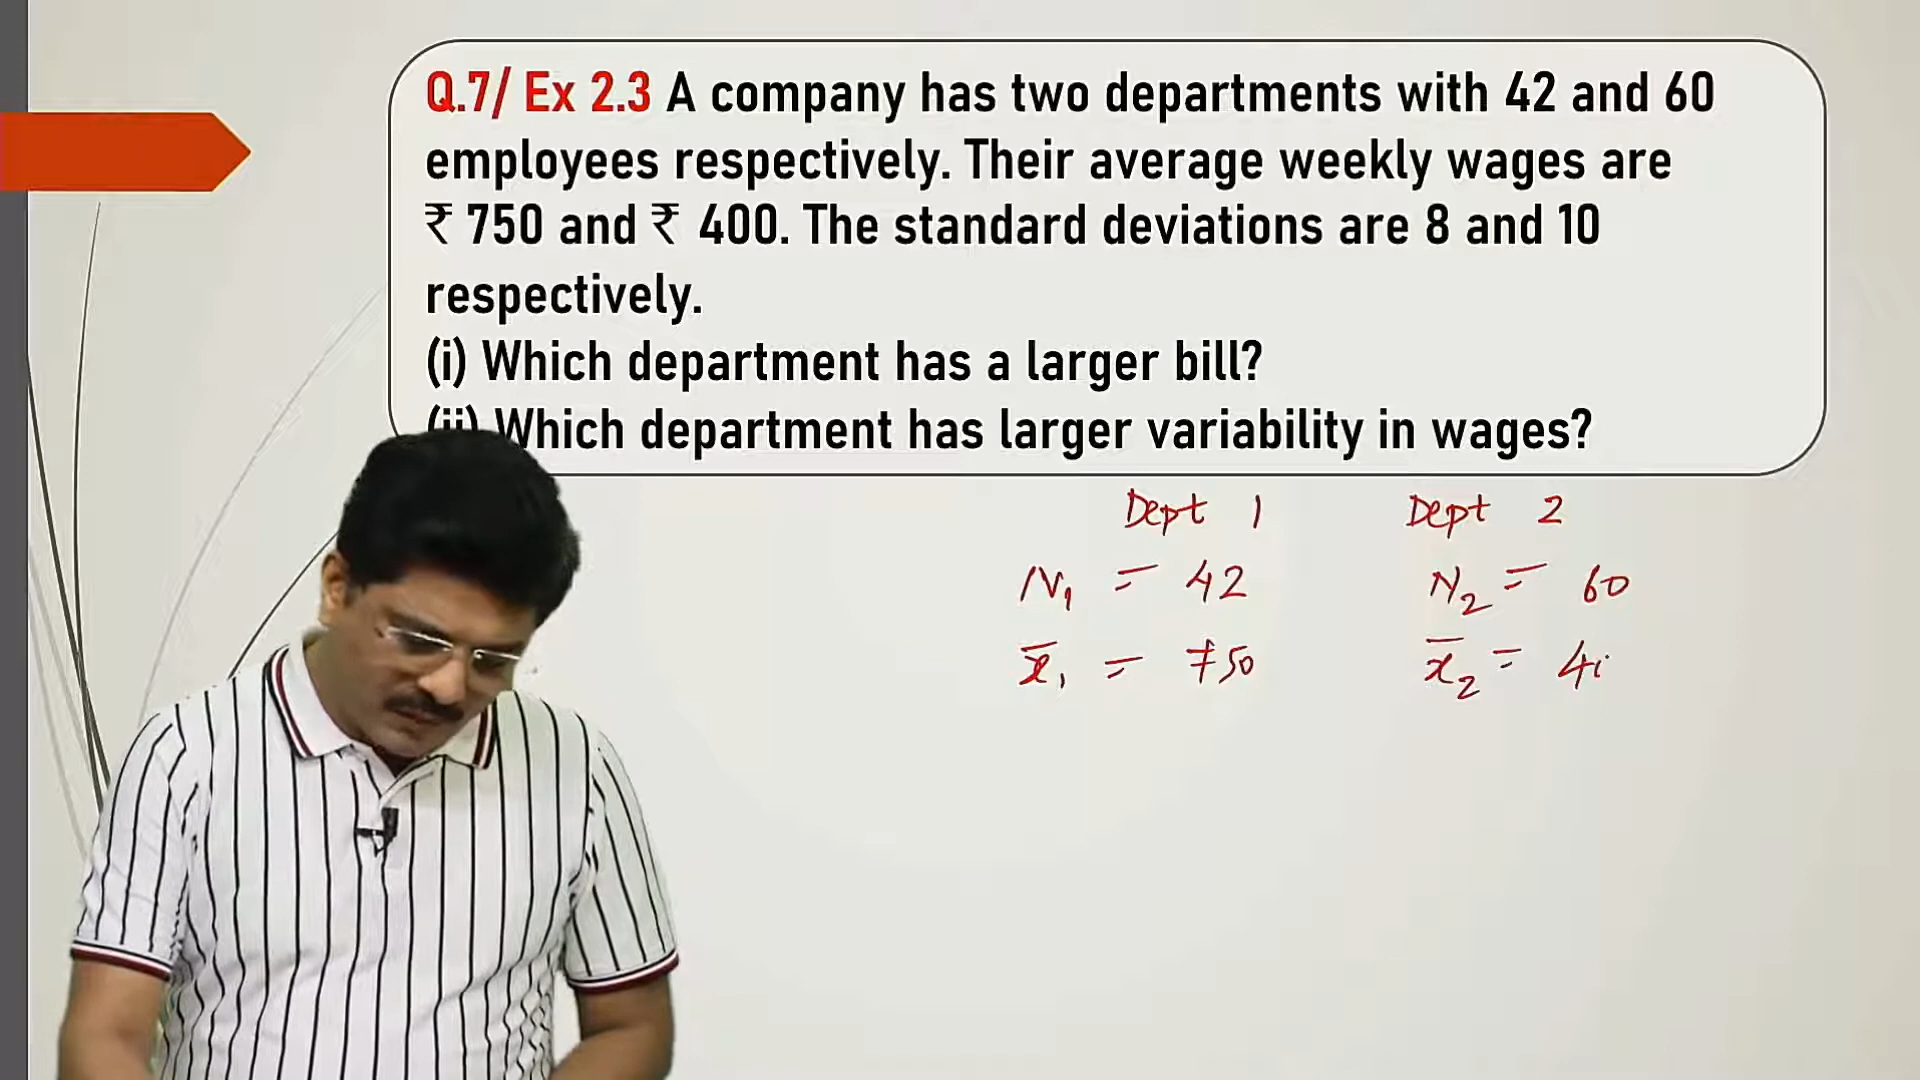 Q.7/ Ex 2.3 A company has two departments with 42 and 60
employees respectively. Their average weekly wages are
₹ 750 and ₹ 400. The standard deviations are 8 and 10
respectively.
(i) Which department has a larger bill?
(ii) Which department has larger variability in wages?
Dept 1 Dept 2
N₁ = 42 N₂ = 60
x̄₁ = 750 x̄₂ = 4